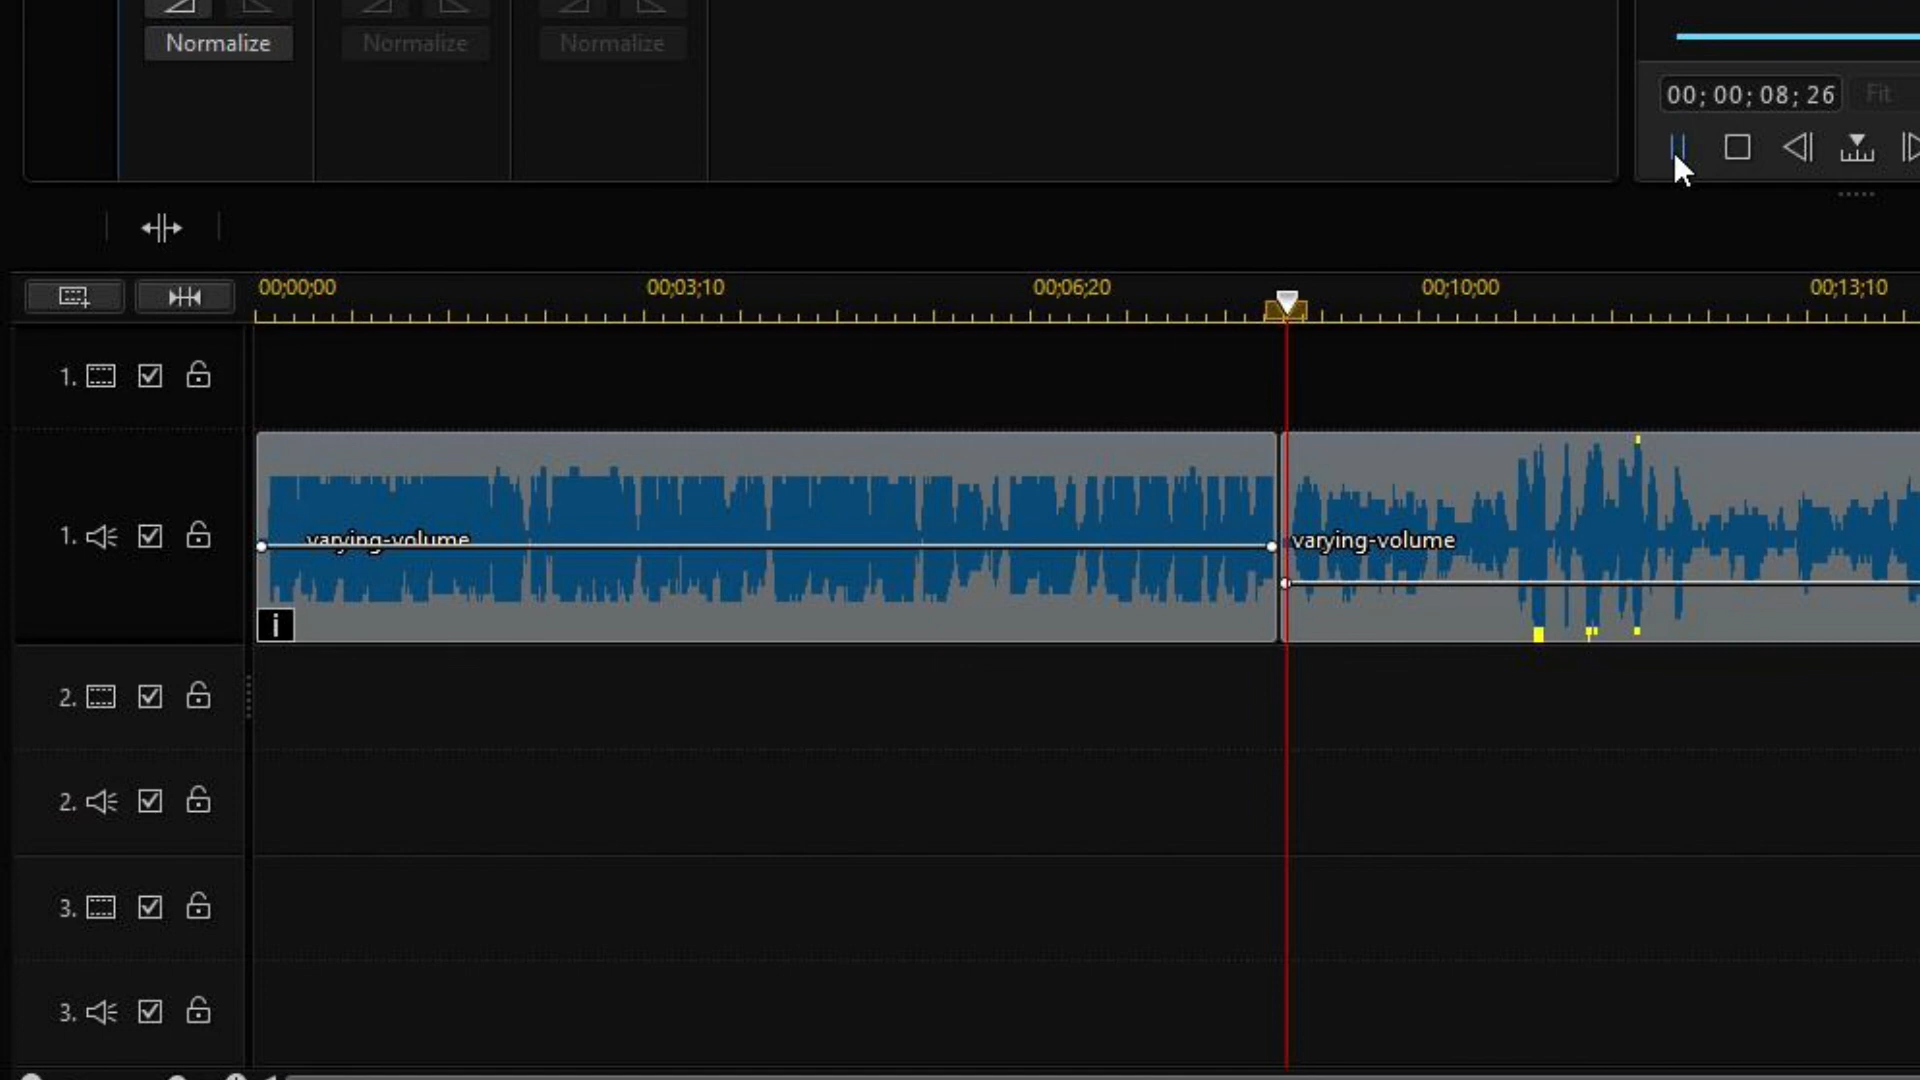 Normalize Normalize Normalize
00;00;08;26 Fit
00;00;00 00;03;10 00;06;20 00;10;00 00;13;10
1.
1. varying-volume varying-volume
i
2.
2.
3.
3.